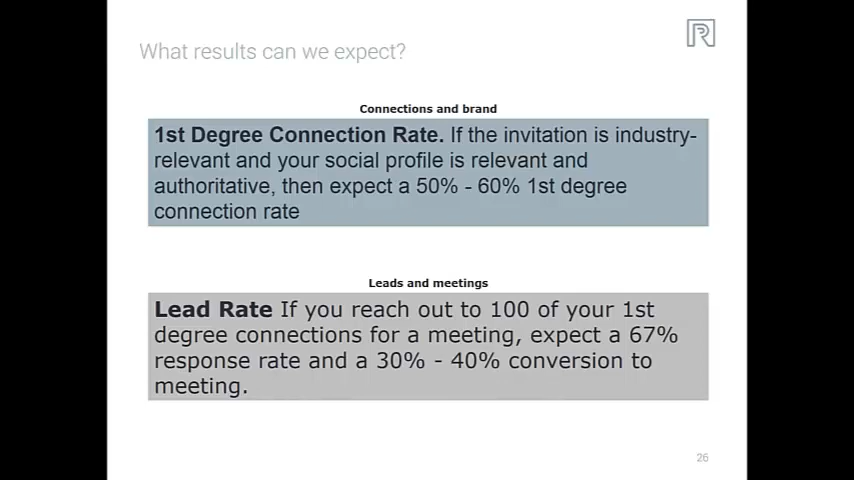 What results can we expect?
R
Connections and brand
1st Degree Connection Rate. If the invitation is industry-
relevant and your social profile is relevant and
authoritative, then expect a 50% - 60% 1st degree
connection rate
Leads and meetings
Lead Rate If you reach out to 100 of your 1st
degree connections for a meeting, expect a 67%
response rate and a 30% - 40% conversion to
meeting.
26